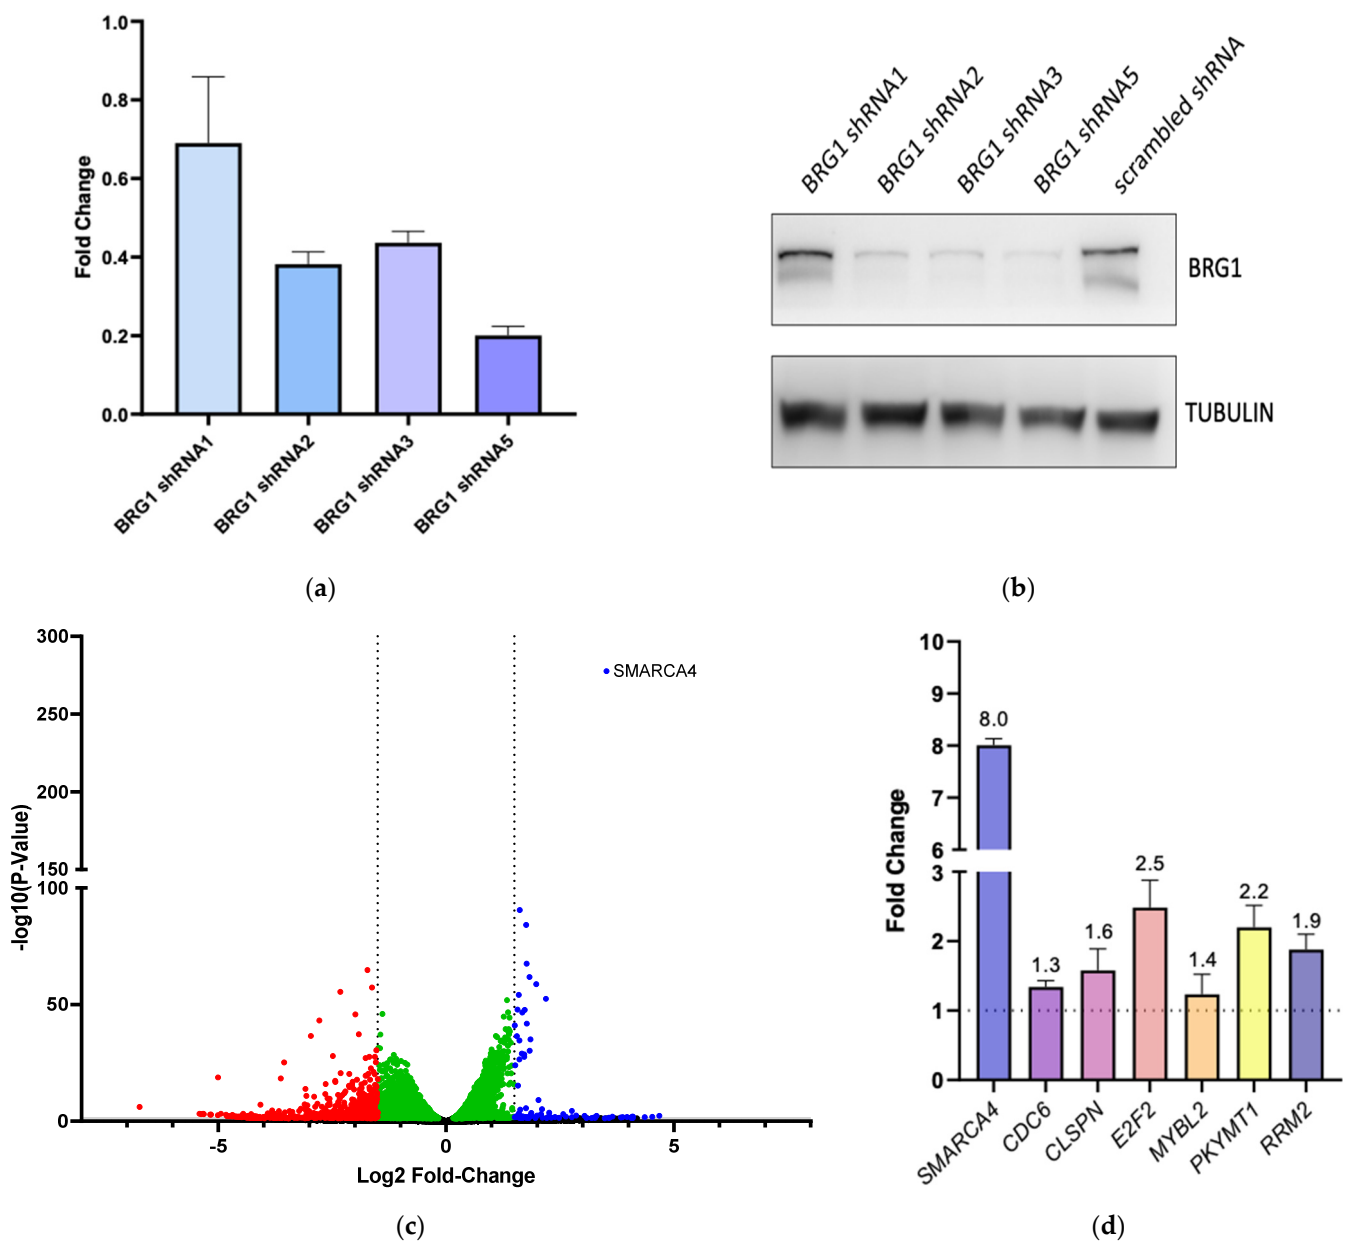 1.0
0.8
0.6
0.4
0.2
0.0
Fold Change
BRG1 shRNA1
BRG1 shRNA2
BRG1 shRNA3
BRG1 shRNA5
(a)
BRG1 shRNA1
BRG1 shRNA2
BRG1 shRNA3
BRG1 shRNA5
scrambled shRNA
BRG1
TUBULIN
(b)
300
250
200
150
100
50
0
-log10(P-Value)
SMARCA4
-5
0
5
Log2 Fold-Change
(c)
10
9
8
7
6
3
2
1
0
Fold Change
8.0
1.3
1.6
2.5
1.4
2.2
1.9
SMARCA4
CDC6
CLSPN
E2F2
MYBL2
PKYMT1
RRM2
(d)